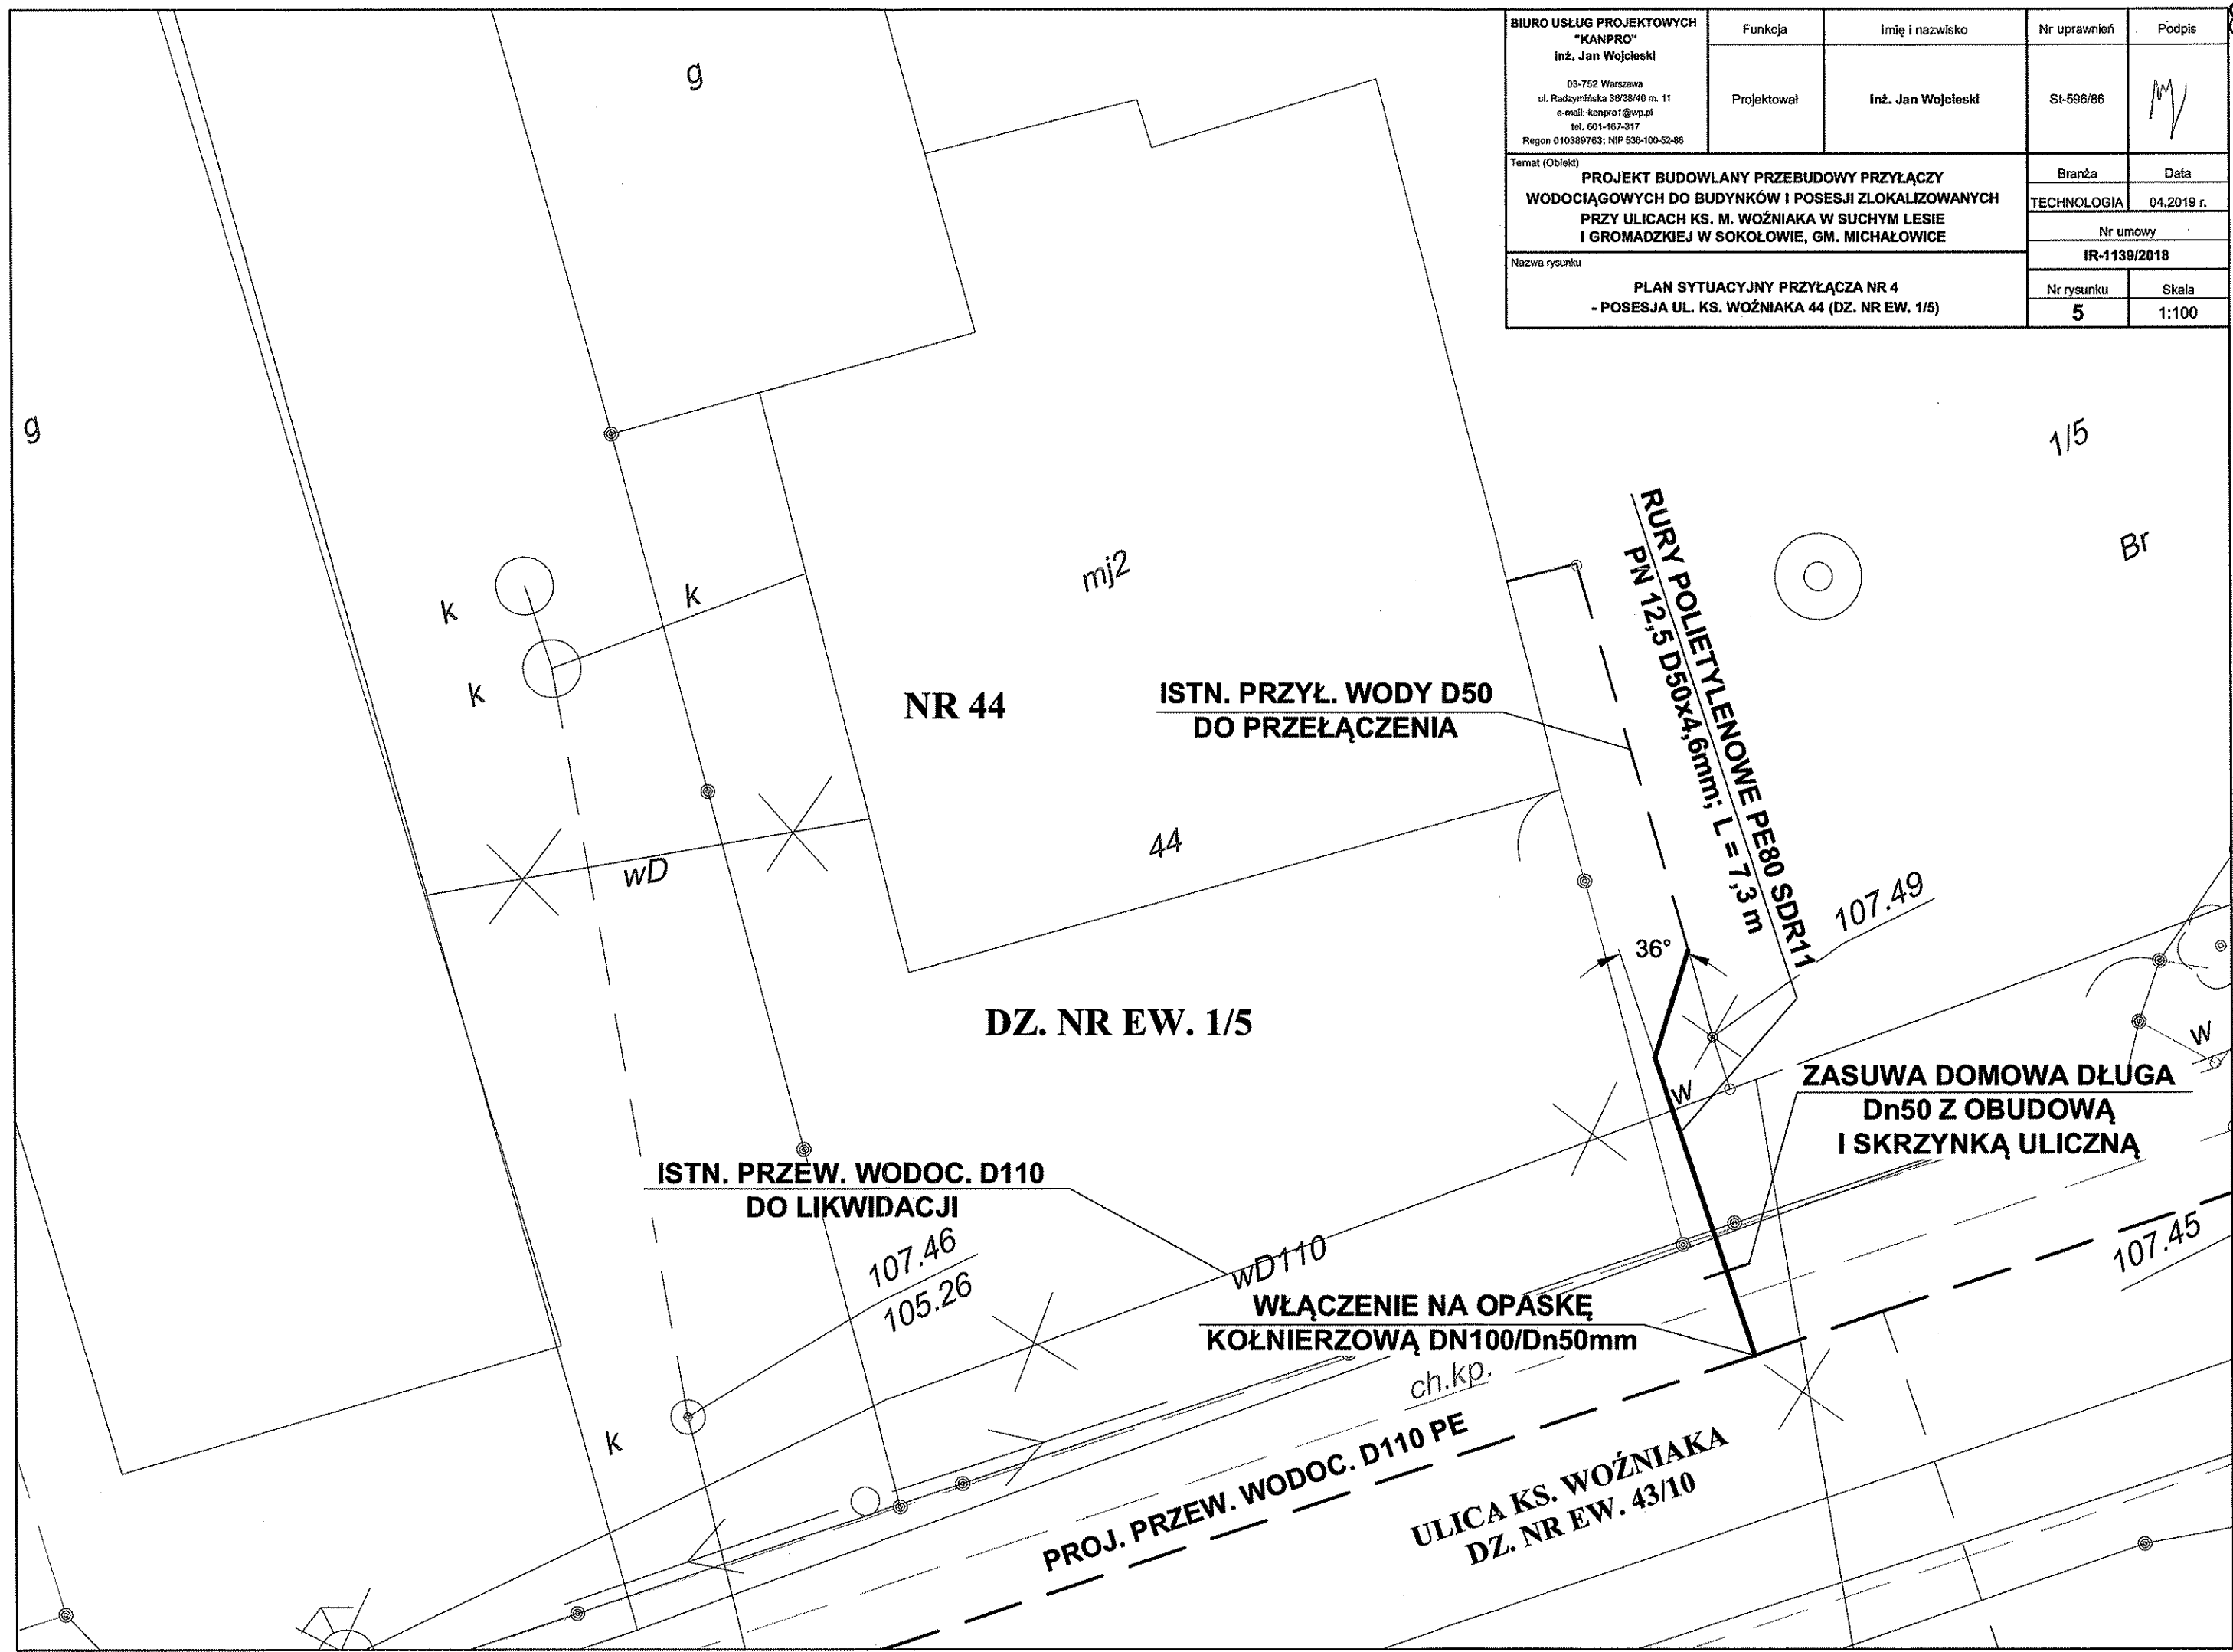 BIURO USŁUG PROJEKTOWYCH
"KANPRO"
inż. Jan Wojcieski
03-752 Warszawa
ul. Radzymińska 36/38/40 m. 11
e-mail: kanpro1@wp.pl
tel. 601-167-317
Regon 010389763; NIP 536-100-52-86
Funkcja
Imię i nazwisko
Nr uprawnień
Podpis
Projektował
inż. Jan Wojcieski
St-596/86
Temat (Obiekt)
PROJEKT BUDOWLANY PRZEBUDOWY PRZYŁĄCZY
WODOCIĄGOWYCH DO BUDYNKÓW I POSESJI ZLOKALIZOWANYCH
PRZY ULICACH KS. M. WOŹNIAKA W SUCHYM LESIE
I GROMADZKIEJ W SOKOŁOWIE, GM. MICHAŁOWICE
Branża
Data
TECHNOLOGIA
04.2019 r.
Nr umowy
IR-1139/2018
Nazwa rysunku
PLAN SYTUACYJNY PRZYŁĄCZA NR 4
- POSESJA UL. KS. WOŹNIAKA 44 (DZ. NR EW. 1/5)
Nr rysunku
Skala
5
1:100
g
g
1/5
Br
mj2
k
k
k
RURY POLIETYLENOWE PE80 SDR11
PN 12,5 D50x4,6mm; L = 7,3 m
NR 44
ISTN. PRZYŁ. WODY D50
DO PRZEŁĄCZENIA
44
wD
107.49
36°
DZ. NR EW. 1/5
w
w
ZASUWA DOMOWA DŁUGA
Dn50 Z OBUDOWĄ
I SKRZYNKĄ ULICZNĄ
ISTN. PRZEW. WODOC. D110
DO LIKWIDACJI
107.46
105.26
wD110
107.45
WŁĄCZENIE NA OPASKĘ
KOŁNIERZOWĄ DN100/Dn50mm
ch.kp.
k
PROJ. PRZEW. WODOC. D110 PE
ULICA KS. WOŹNIAKA
DZ. NR EW. 43/10